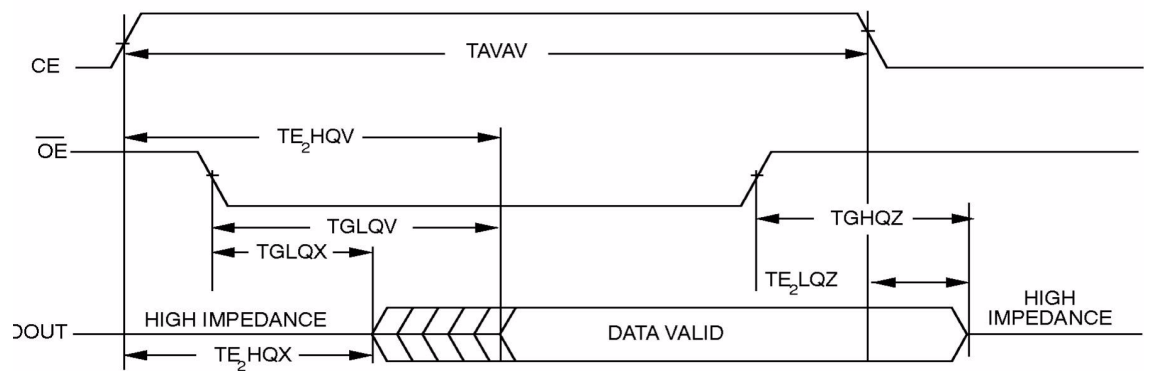 TAVAV
CE
TE2HQV
OE
TGLQV
TGHQZ
TGLQX
TE2LQZ
HIGH IMPEDANCE
HIGH
IMPEDANCE
DOUT
DATA VALID
TE2HQX